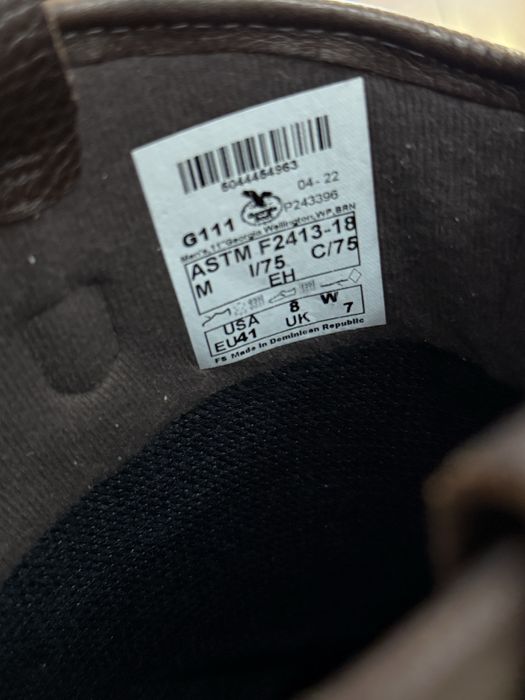 5044454963
04-22
G111
P243396
Men's,11"Georgia Wellington,WP,BRN
ASTM F2413-18
M I/75 C/75
EH
USA 8 W
EU41 UK 7
FS Made in Dominican Republic